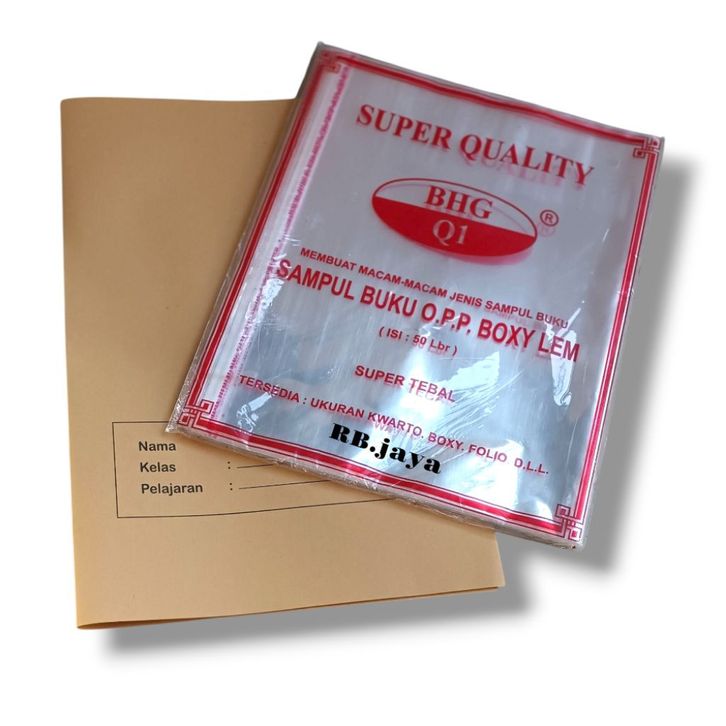 SUPER QUALITY
BHG
Q1
®
MEMBUAT MACAM-MACAM JENIS SAMPUL BUKU
SAMPUL BUKU O.P.P. BOXY LEM
( ISI : 50 Lbr )
SUPER TEBAL
TERSEDIA : UKURAN KWARTO, BOXY, FOLIO, D.L.L.
RB.jaya
Nama
Kelas :
Pelajaran :